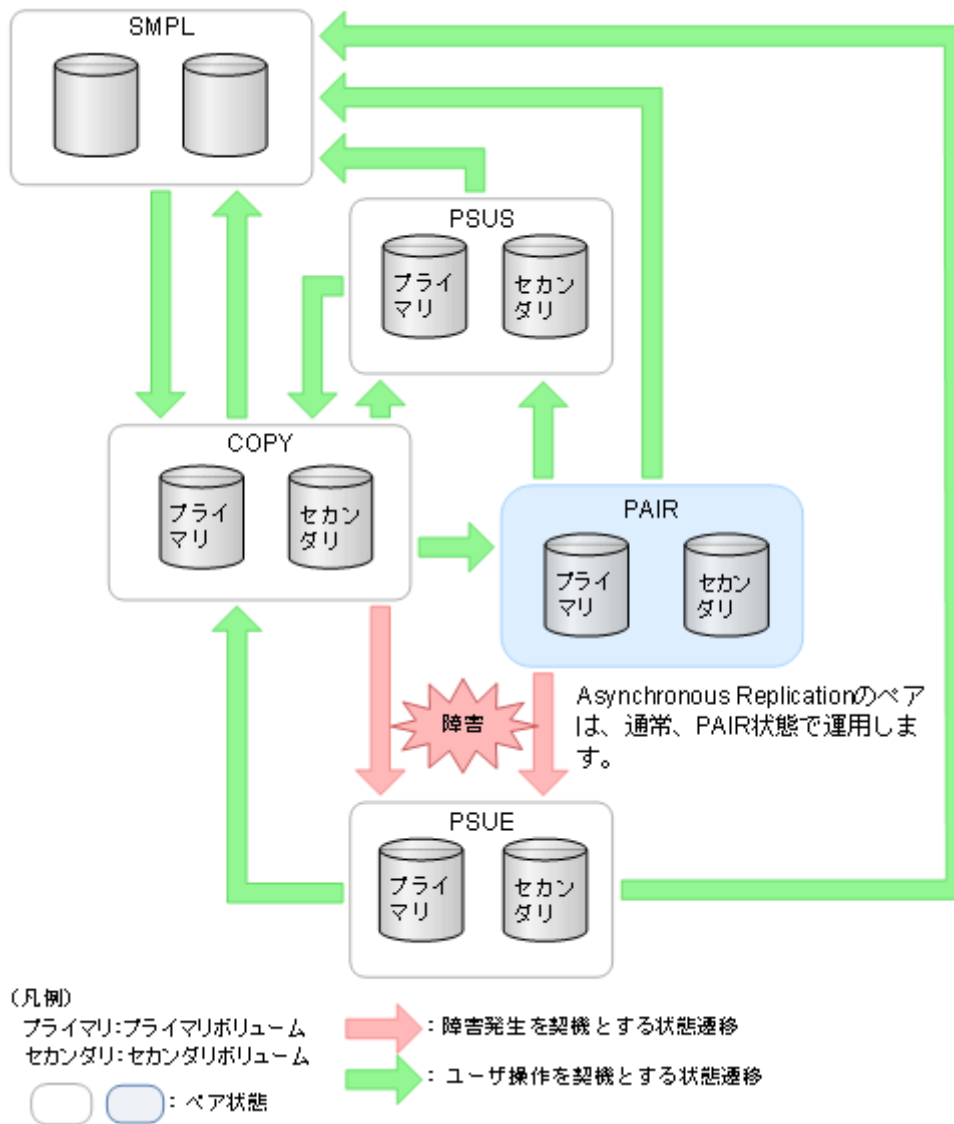 SMPL
PSUS
プライ
マリ
セカン
ダリ
COPY
プライ
マリ
セカン
ダリ
PAIR
プライ
マリ
セカン
ダリ
障害
Asynchronous Replicationのペア
は、通常、PAIR状態で運用しま
す。
PSUE
プライ
マリ
セカン
ダリ
（凡例）
プライマリ：プライマリボリューム
セカンダリ：セカンダリボリューム
：ペア状態
：障害発生を契機とする状態遷移
：ユーザ操作を契機とする状態遷移